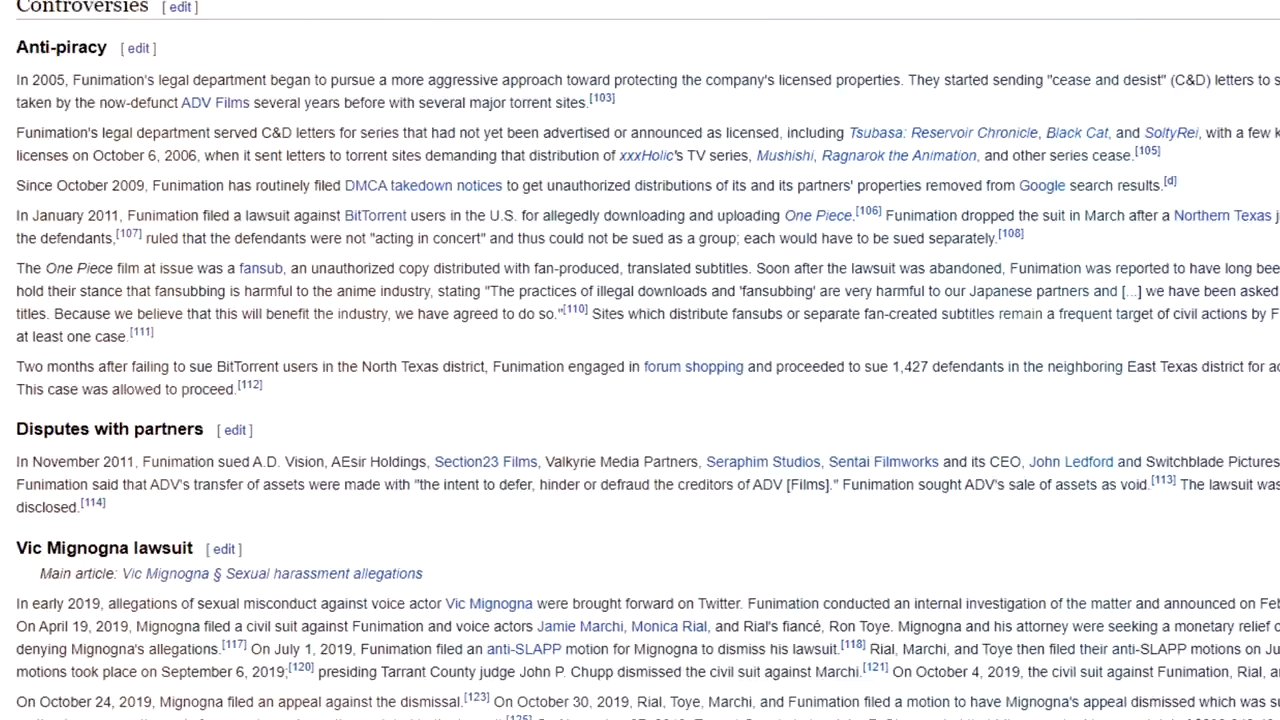 Controversies [ edit ]
Anti-piracy [ edit ]
In 2005, Funimation's legal department began to pursue a more aggressive approach toward protecting the company's licensed properties. They started sending "cease and desist" (C&D) letters to s
taken by the now-defunct ADV Films several years before with several major torrent sites.[103]
Funimation's legal department served C&D letters for series that had not yet been advertised or announced as licensed, including Tsubasa: Reservoir Chronicle, Black Cat, and SoltyRei, with a few k
licenses on October 6, 2006, when it sent letters to torrent sites demanding that distribution of xxxHolic's TV series, Mushishi, Ragnarok the Animation, and other series cease.[105]
Since October 2009, Funimation has routinely filed DMCA takedown notices to get unauthorized distributions of its and its partners' properties removed from Google search results.[d]
In January 2011, Funimation filed a lawsuit against BitTorrent users in the U.S. for allegedly downloading and uploading One Piece.[106] Funimation dropped the suit in March after a Northern Texas j
the defendants,[107] ruled that the defendants were not "acting in concert" and thus could not be sued as a group; each would have to be sued separately.[108]
The One Piece film at issue was a fansub, an unauthorized copy distributed with fan-produced, translated subtitles. Soon after the lawsuit was abandoned, Funimation was reported to have long bee
hold their stance that fansubbing is harmful to the anime industry, stating "The practices of illegal downloads and 'fansubbing' are very harmful to our Japanese partners and [...] we have been asked
titles. Because we believe that this will benefit the industry, we have agreed to do so."[110] Sites which distribute fansubs or separate fan-created subtitles remain a frequent target of civil actions by F
at least one case.[111]
Two months after failing to sue BitTorrent users in the North Texas district, Funimation engaged in forum shopping and proceeded to sue 1,427 defendants in the neighboring East Texas district for ac
This case was allowed to proceed.[112]
Disputes with partners [ edit ]
In November 2011, Funimation sued A.D. Vision, AEsir Holdings, Section23 Films, Valkyrie Media Partners, Seraphim Studios, Sentai Filmworks and its CEO, John Ledford and Switchblade Pictures
Funimation said that ADV's transfer of assets were made with "the intent to defer, hinder or defraud the creditors of ADV [Films]." Funimation sought ADV's sale of assets as void.[113] The lawsuit was
disclosed.[114]
Vic Mignogna lawsuit [ edit ]
Main article: Vic Mignogna § Sexual harassment allegations
In early 2019, allegations of sexual misconduct against voice actor Vic Mignogna were brought forward on Twitter. Funimation conducted an internal investigation of the matter and announced on Feb
On April 19, 2019, Mignogna filed a civil suit against Funimation and voice actors Jamie Marchi, Monica Rial, and Rial's fiancé, Ron Toye. Mignogna and his attorney were seeking a monetary relief o
denying Mignogna's allegations.[117] On July 1, 2019, Funimation filed an anti-SLAPP motion for Mignogna to dismiss his lawsuit.[118] Rial, Marchi, and Toye then filed their anti-SLAPP motions on Ju
motions took place on September 6, 2019;[120] presiding Tarrant County judge John P. Chupp dismissed the civil suit against Marchi.[121] On October 4, 2019, the civil suit against Funimation, Rial, a
On October 24, 2019, Mignogna filed an appeal against the dismissal.[123] On October 30, 2019, Rial, Toye, Marchi, and Funimation filed a motion to have Mignogna's appeal dismissed which was s